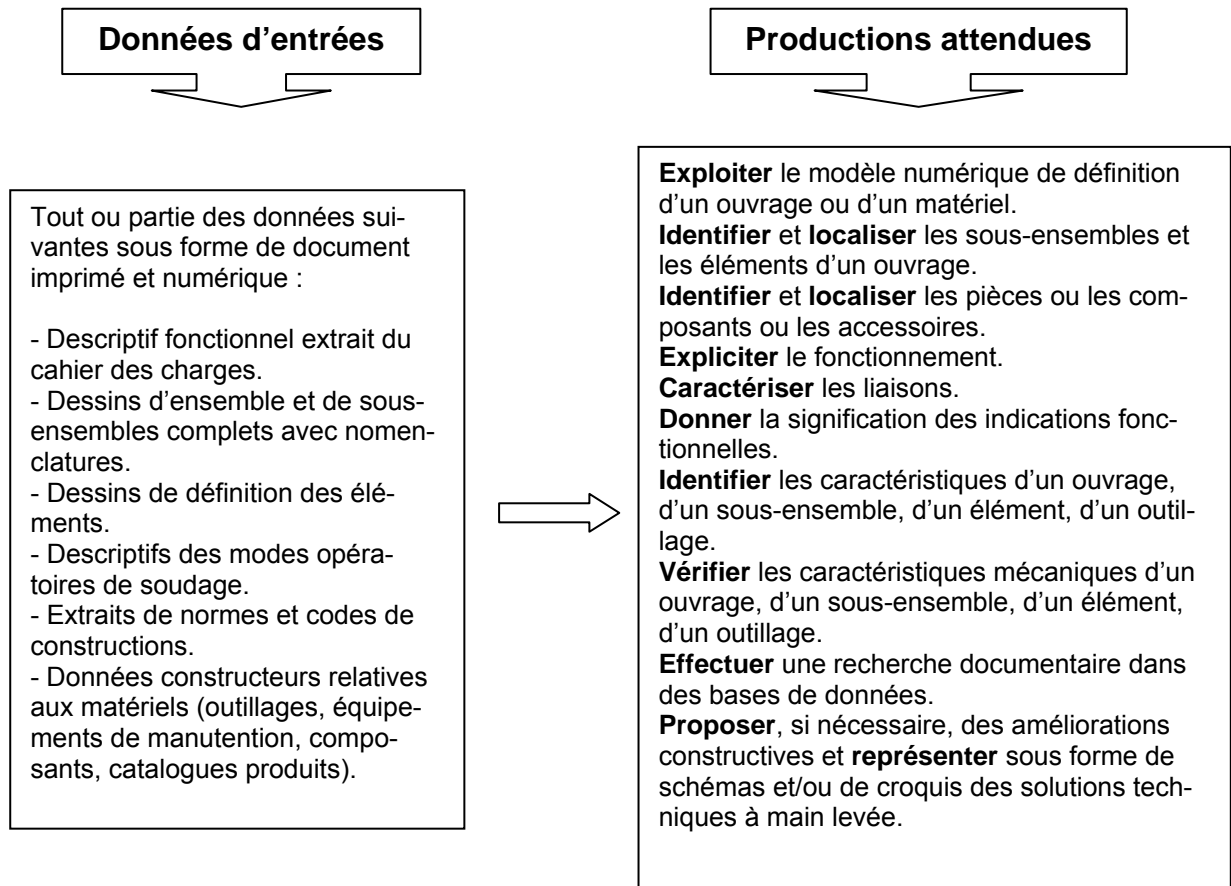 Données d’entrées
Productions attendues
Tout ou partie des données sui-
vantes sous forme de document
imprimé et numérique :
- Descriptif fonctionnel extrait du
cahier des charges.
- Dessins d’ensemble et de sous-
ensembles complets avec nomen-
clatures.
- Dessins de définition des élé-
ments.
- Descriptifs des modes opéra-
toires de soudage.
- Extraits de normes et codes de
constructions.
- Données constructeurs relatives
aux matériels (outillages, équipe-
ments de manutention, compo-
sants, catalogues produits).
Exploiter le modèle numérique de définition
d’un ouvrage ou d’un matériel.
Identifier et localiser les sous-ensembles et
les éléments d’un ouvrage.
Identifier et localiser les pièces ou les com-
posants ou les accessoires.
Expliciter le fonctionnement.
Caractériser les liaisons.
Donner la signification des indications fonc-
tionnelles.
Identifier les caractéristiques d’un ouvrage,
d’un sous-ensemble, d’un élément, d’un outil-
lage.
Vérifier les caractéristiques mécaniques d’un
ouvrage, d’un sous-ensemble, d’un élément,
d’un outillage.
Effectuer une recherche documentaire dans
des bases de données.
Proposer, si nécessaire, des améliorations
constructives et représenter sous forme de
schémas et/ou de croquis des solutions tech-
niques à main levée.